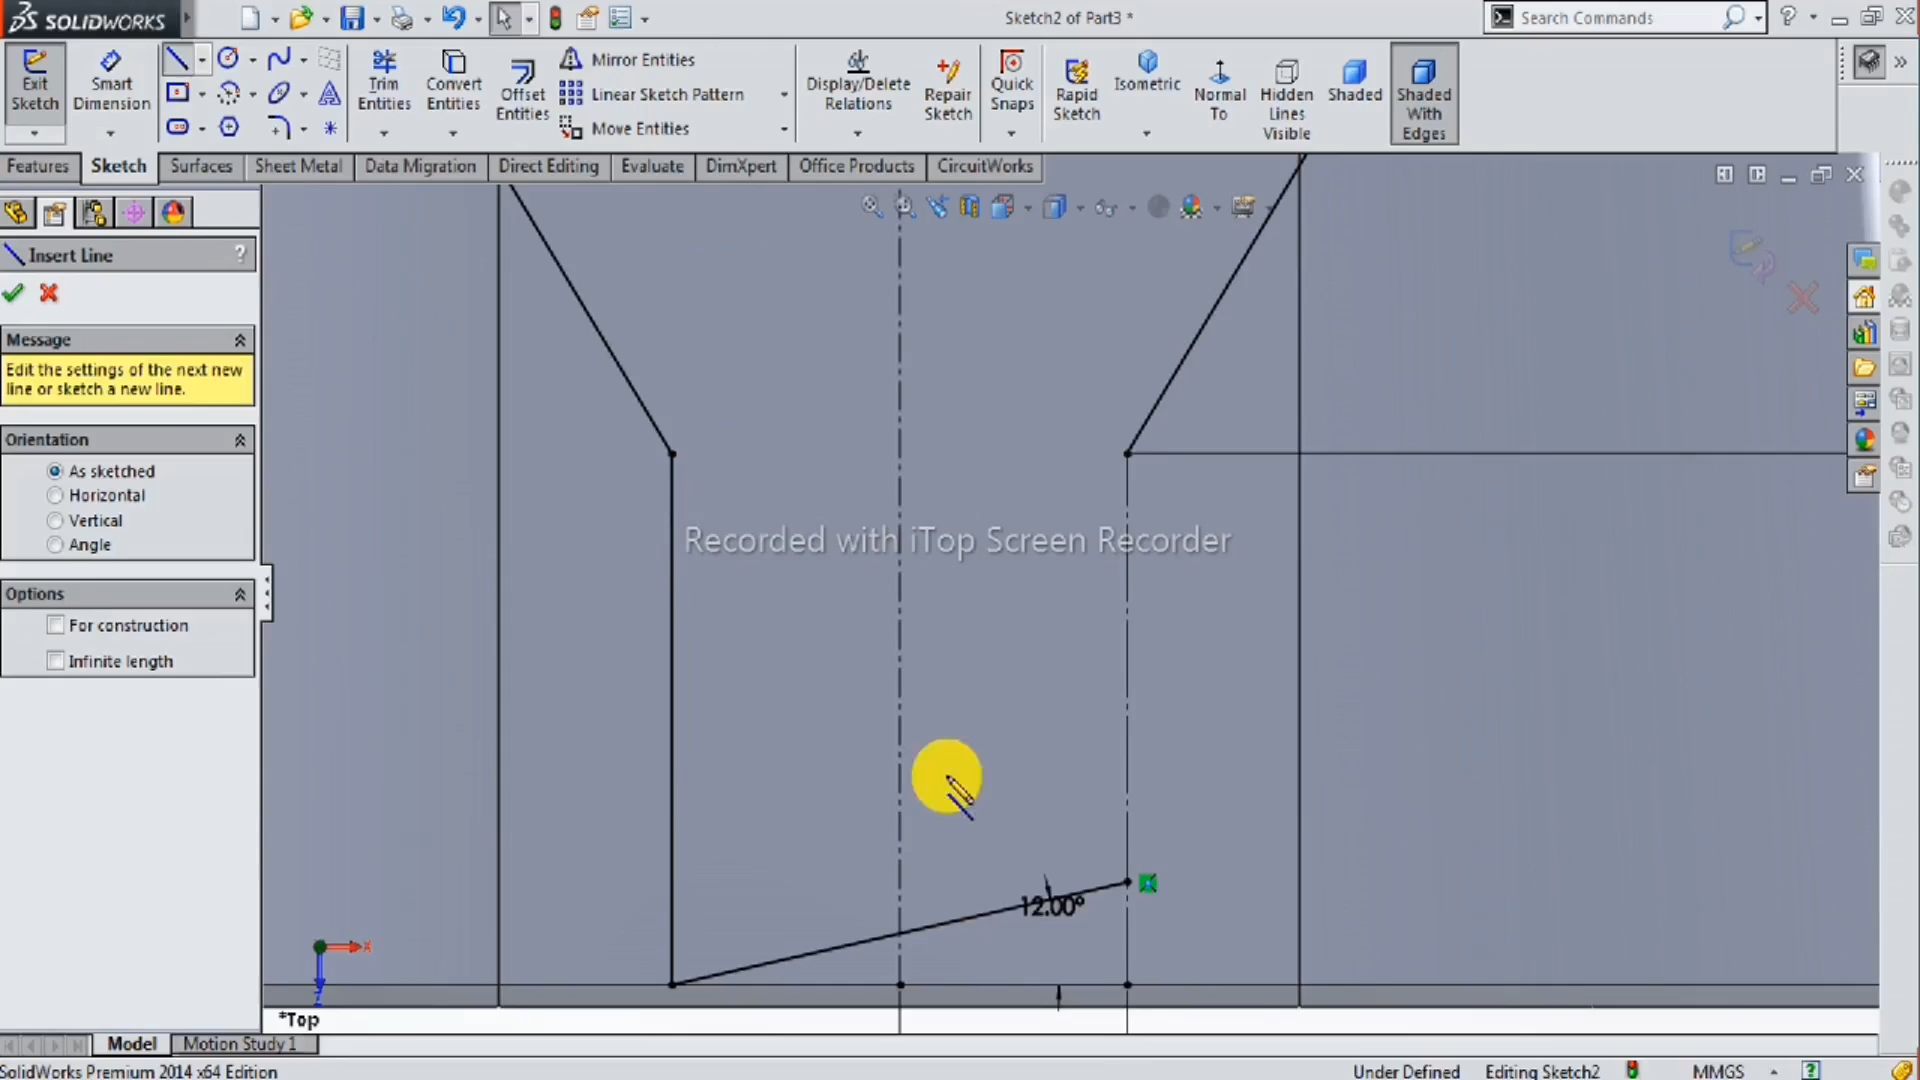 SOLIDWORKS
Sketch2 of Part3 *
Search Commands
Exit Sketch
Smart Dimension
Trim Entities
Convert Entities
Offset Entities
Mirror Entities
Linear Sketch Pattern
Move Entities
Display/Delete Relations
Repair Sketch
Quick Snaps
Rapid Sketch
Isometric
Normal To
Hidden Lines Visible
Shaded
Shaded With Edges
Features
Sketch
Surfaces
Sheet Metal
Data Migration
Direct Editing
Evaluate
DimXpert
Office Products
CircuitWorks
Insert Line
?
Message
Edit the settings of the next new
line or sketch a new line.
Orientation
As sketched
Horizontal
Vertical
Angle
Options
For construction
Infinite length
Recorded with iTop Screen Recorder
12.00°
X
*Top
Model
Motion Study 1
SolidWorks Premium 2014 x64 Edition
Under Defined
Editing Sketch2
MMGS
?